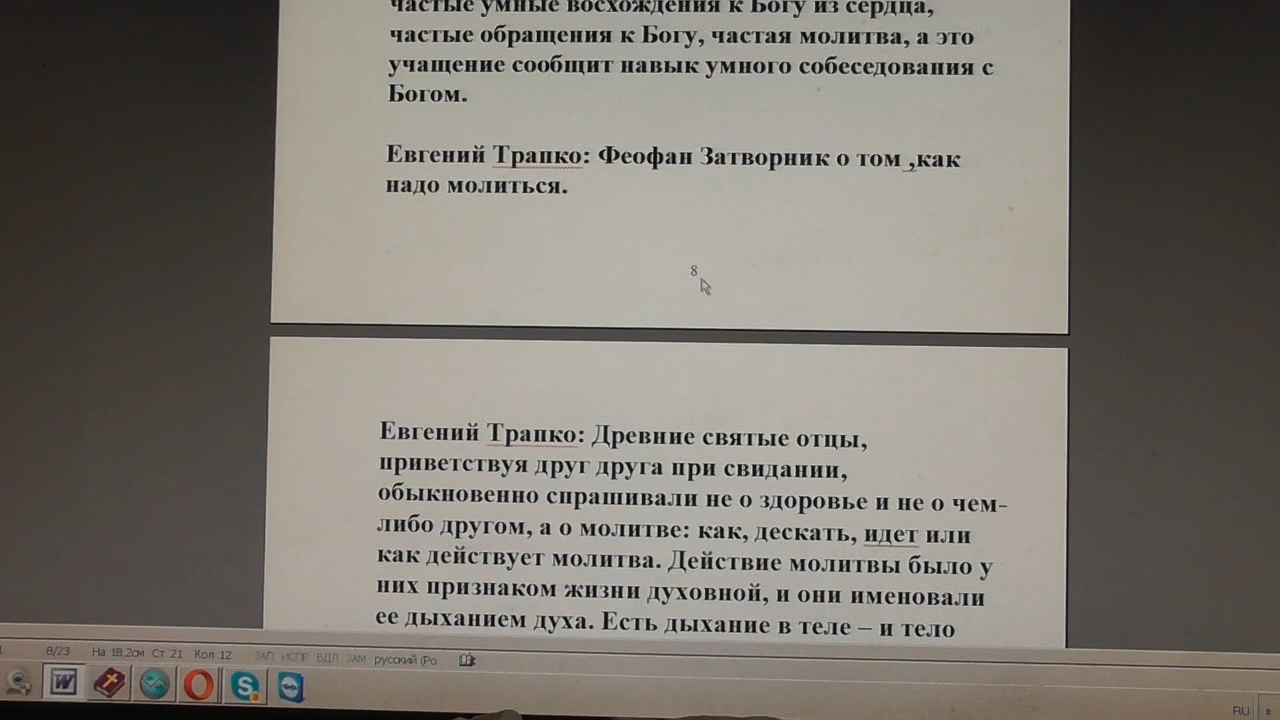 частые умные восхождения к Богу из сердца,
частые обращения к Богу, частая молитва, а это
учащение сообщит навык умного собеседования с
Богом.
Евгений Трапко: Феофан Затворник о том ,как
надо молиться.
8
Евгений Трапко: Древние святые отцы,
приветствуя друг друга при свидании,
обыкновенно спрашивали не о здоровье и не о чем-
либо другом, а о молитве: как, дескать, идет или
как действует молитва. Действие молитвы было у
них признаком жизни духовной, и они именовали
ее дыханием духа. Есть дыхание в теле – и тело
8/23 На 18,2см Ст 21 Кол 12 ЗАП ИСПР ВДЛ ЗАМ русский (Ро
RU